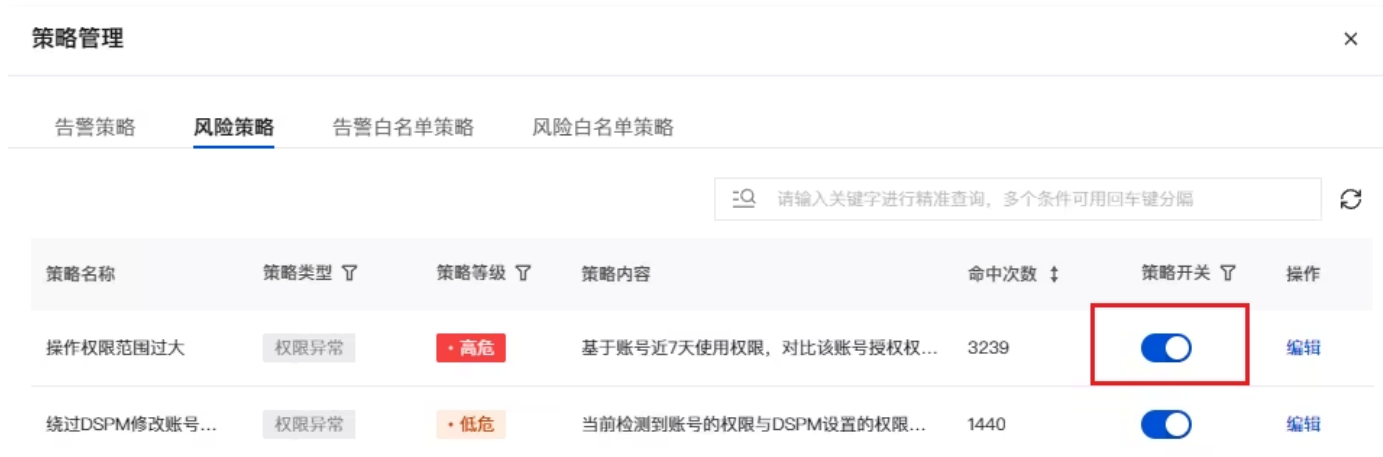 策略管理
告警策略 风险策略 告警白名单策略 风险白名单策略
请输入关键字进行精准查询，多个条件可用回车键分隔
策略名称 策略类型 策略等级 策略内容 命中次数 策略开关 操作
操作权限范围过大 权限异常 · 高危 基于账号近7天使用权限，对比该账号授权权... 3239 编辑
绕过DSPM修改账号... 权限异常 · 低危 当前检测到账号的权限与DSPM设置的权限... 1440 编辑